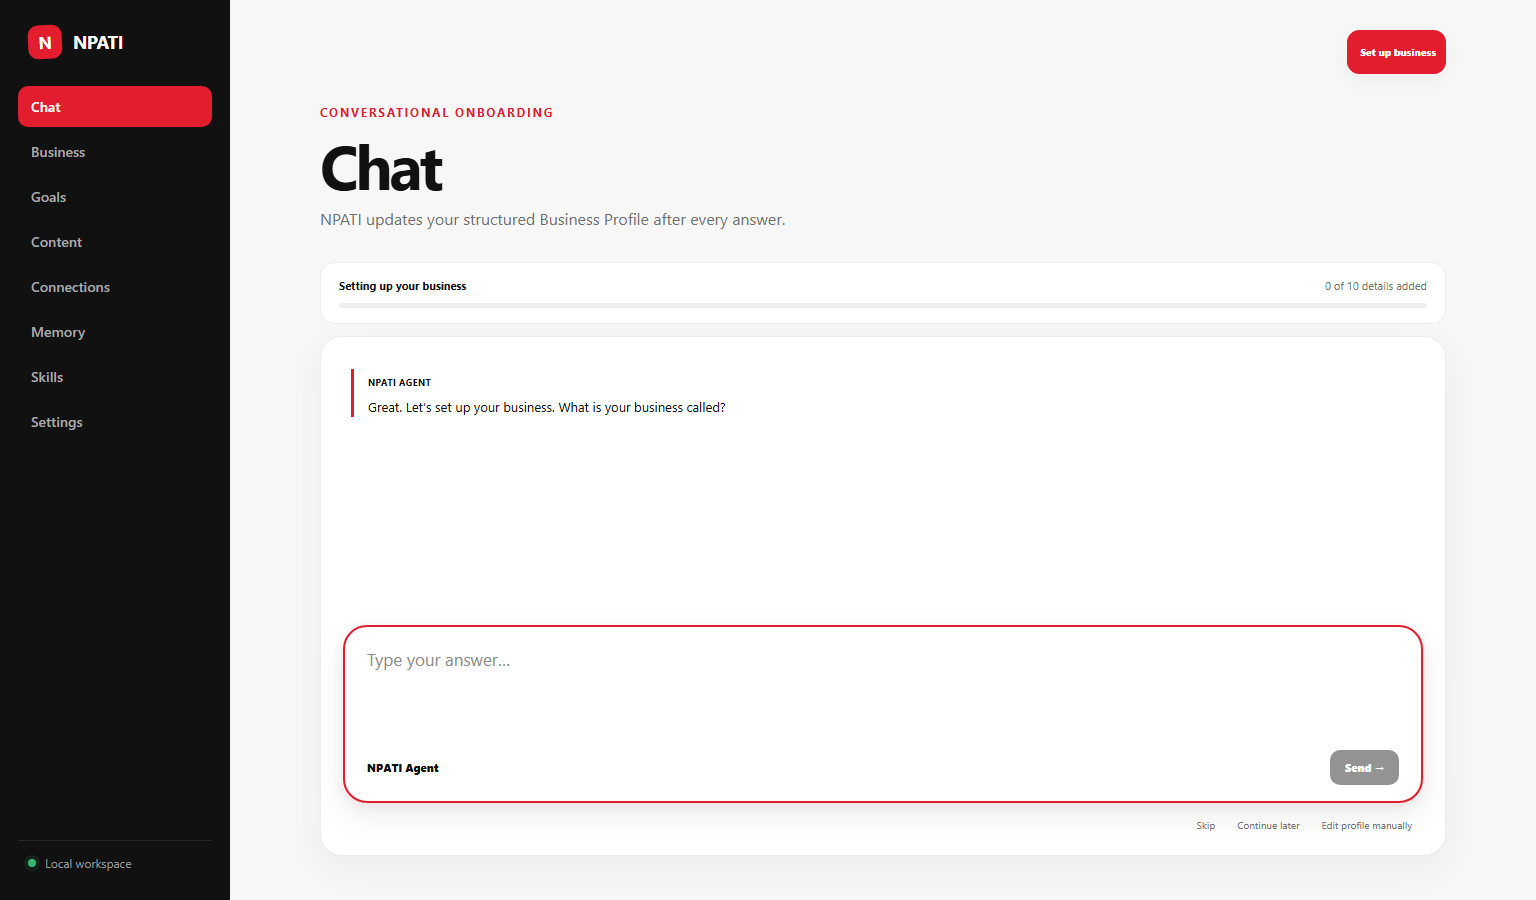 N NPATI
Chat
Business
Goals
Content
Connections
Memory
Skills
Settings
Local workspace
Set up business
CONVERSATIONAL ONBOARDING
Chat
NPATI updates your structured Business Profile after every answer.
Setting up your business
0 of 10 details added
NPATI AGENT
Great. Let's set up your business. What is your business called?
Type your answer...
NPATI Agent
Send →
Skip
Continue later
Edit profile manually